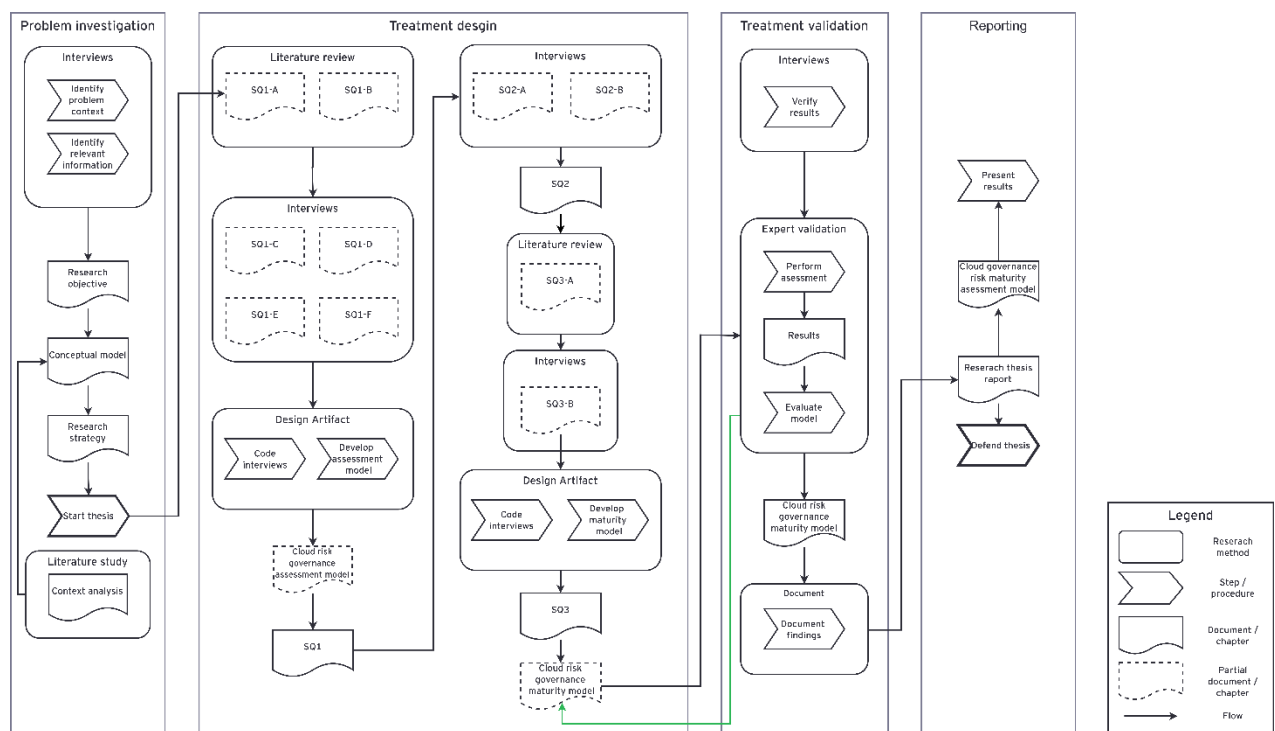 Problem investigation
Interviews
Identify
problem
context
Identify
relevant
information
Research
objective
Conceptual model
Research
strategy
Start thesis
Literature study
Context analysis
Treatment desgin
Literature review
SQ1-A
SQ1-B
Interviews
SQ1-C
SQ1-D
SQ1-E
SQ1-F
Design Artifact
Code
interviews
Develop
assessment
model
Cloud risk
governance
assessment model
SQ1
Interviews
SQ2-A
SQ2-B
SQ2
Literature review
SQ3-A
Interviews
SQ3-B
Design Artifact
Code
interviews
Develop
maturity
model
SQ3
Cloud risk
governance
maturity model
Treatment validation
Interviews
Verify
results
Expert validation
Perform
asessment
Results
Evaluate
model
Cloud risk
governance
maturity model
Document
Document
findings
Reporting
Present
results
Cloud governance
risk maturity
asessment model
Reserach thesis
raport
Defend thesis
Legend
Reserach
method
Step /
procedure
Document /
chapter
Partial
document /
chapter
Flow